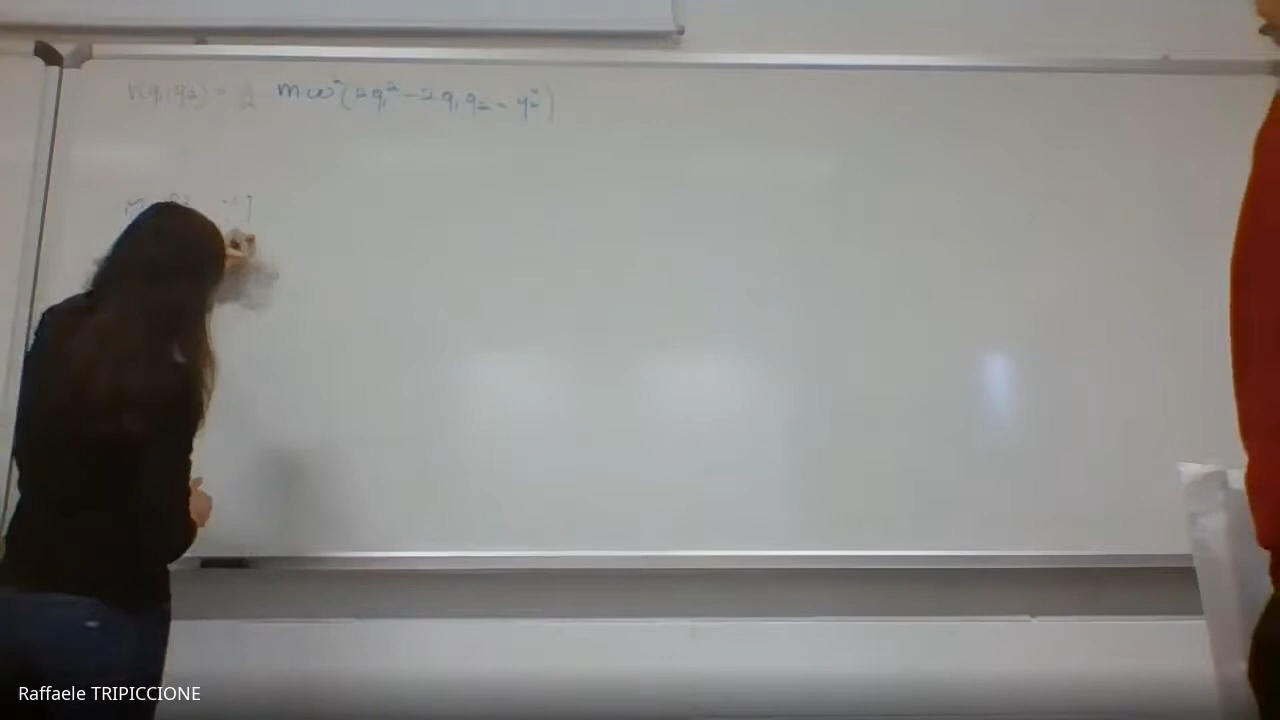 V(q₁, q₂) = 1/2 mω²(2q₁² - 2q₁q₂ - q₂²)
Raffaele TRIPICCIONE